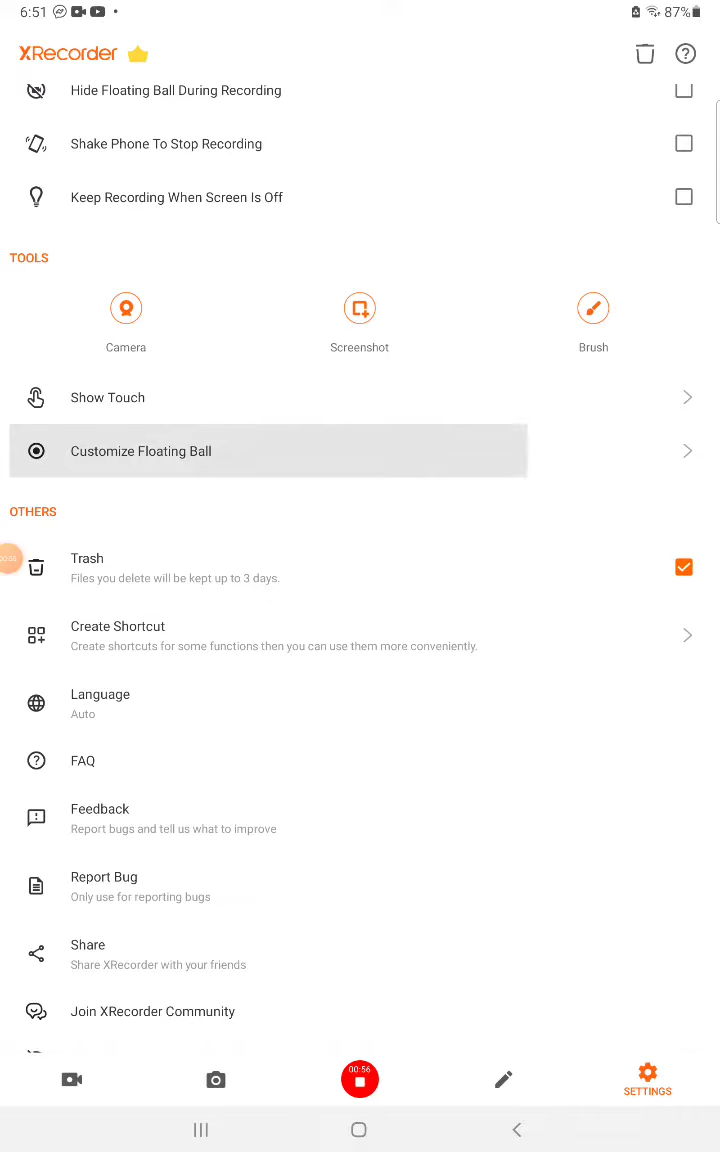 6:51
87%
XRecorder
Hide Floating Ball During Recording
Shake Phone To Stop Recording
Keep Recording When Screen Is Off
TOOLS
Camera
Screenshot
Brush
Show Touch
Customize Floating Ball
OTHERS
Trash
Files you delete will be kept up to 3 days.
Create Shortcut
Create shortcuts for some functions then you can use them more conveniently.
Language
Auto
FAQ
Feedback
Report bugs and tell us what to improve
Report Bug
Only use for reporting bugs
Share
Share XRecorder with your friends
Join XRecorder Community
00:56
SETTINGS